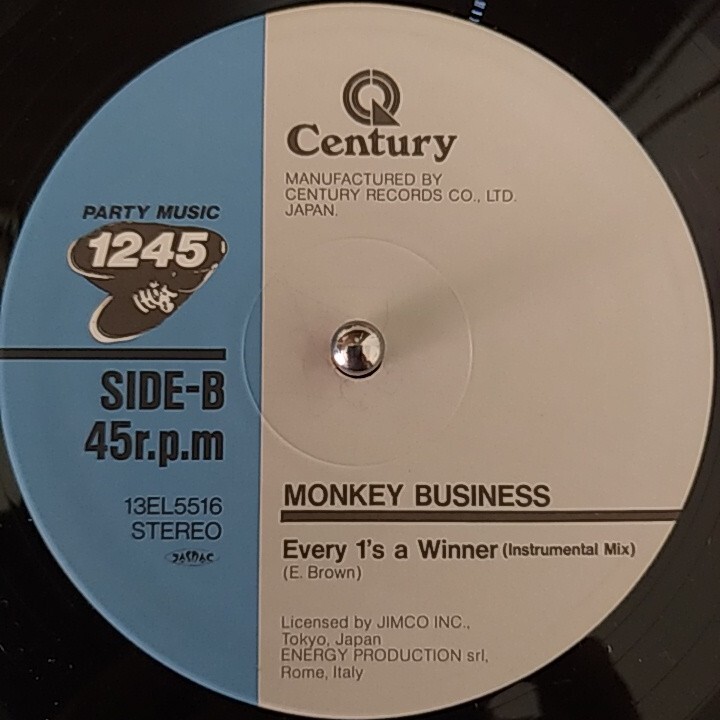 Century
MANUFACTURED BY
CENTURY RECORDS CO., LTD.
JAPAN.
PARTY MUSIC
1245
SIDE-B
45r.p.m
13EL5516
STEREO
JASRAC
MONKEY BUSINESS
Every 1's a Winner (Instrumental Mix)
(E. Brown)
Licensed by JIMCO INC.,
Tokyo, Japan
ENERGY PRODUCTION srl,
Rome, Italy